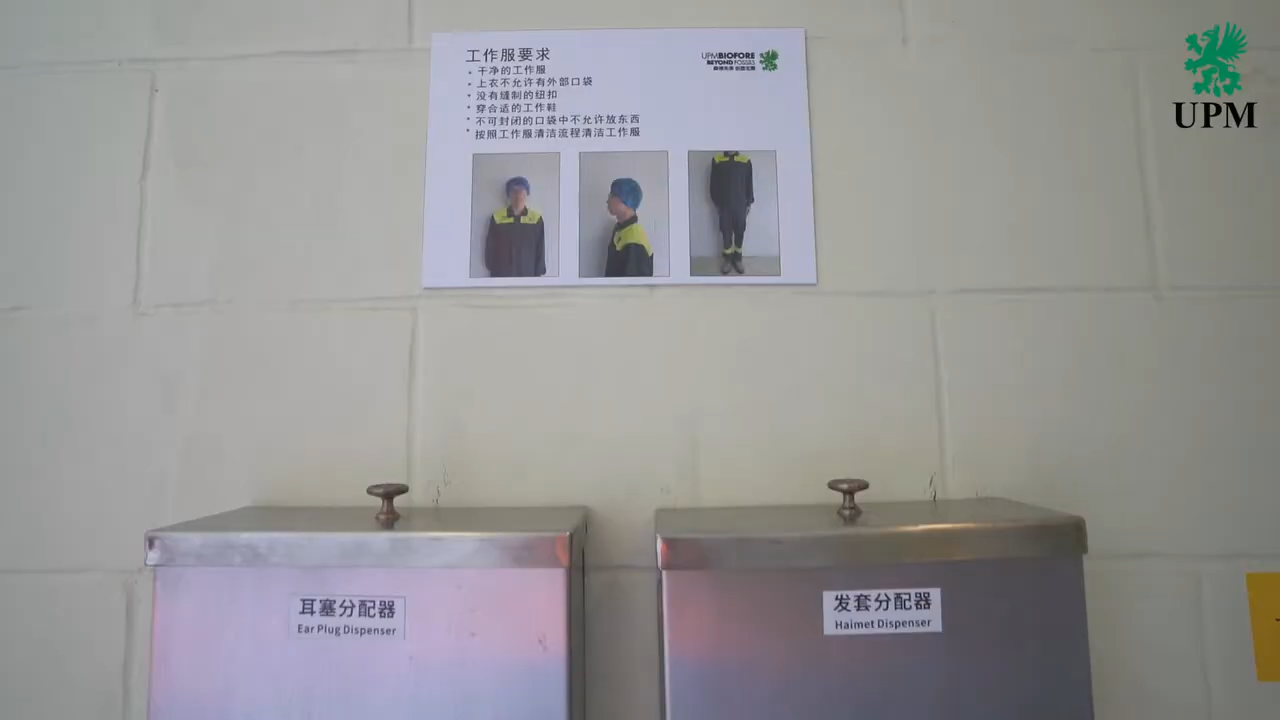 工作服要求
• 干净的工作服
• 上衣不允许有外部口袋
• 没有缝制的纽扣
• 穿合适的工作鞋
• 不可封闭的口袋中不允许放东西
• 按照工作服清洁流程清洁工作服
UPMBIOFORE
BEYOND FOSSILS
UPM
耳塞分配器
Ear Plug Dispenser
发套分配器
Haimet Dispenser